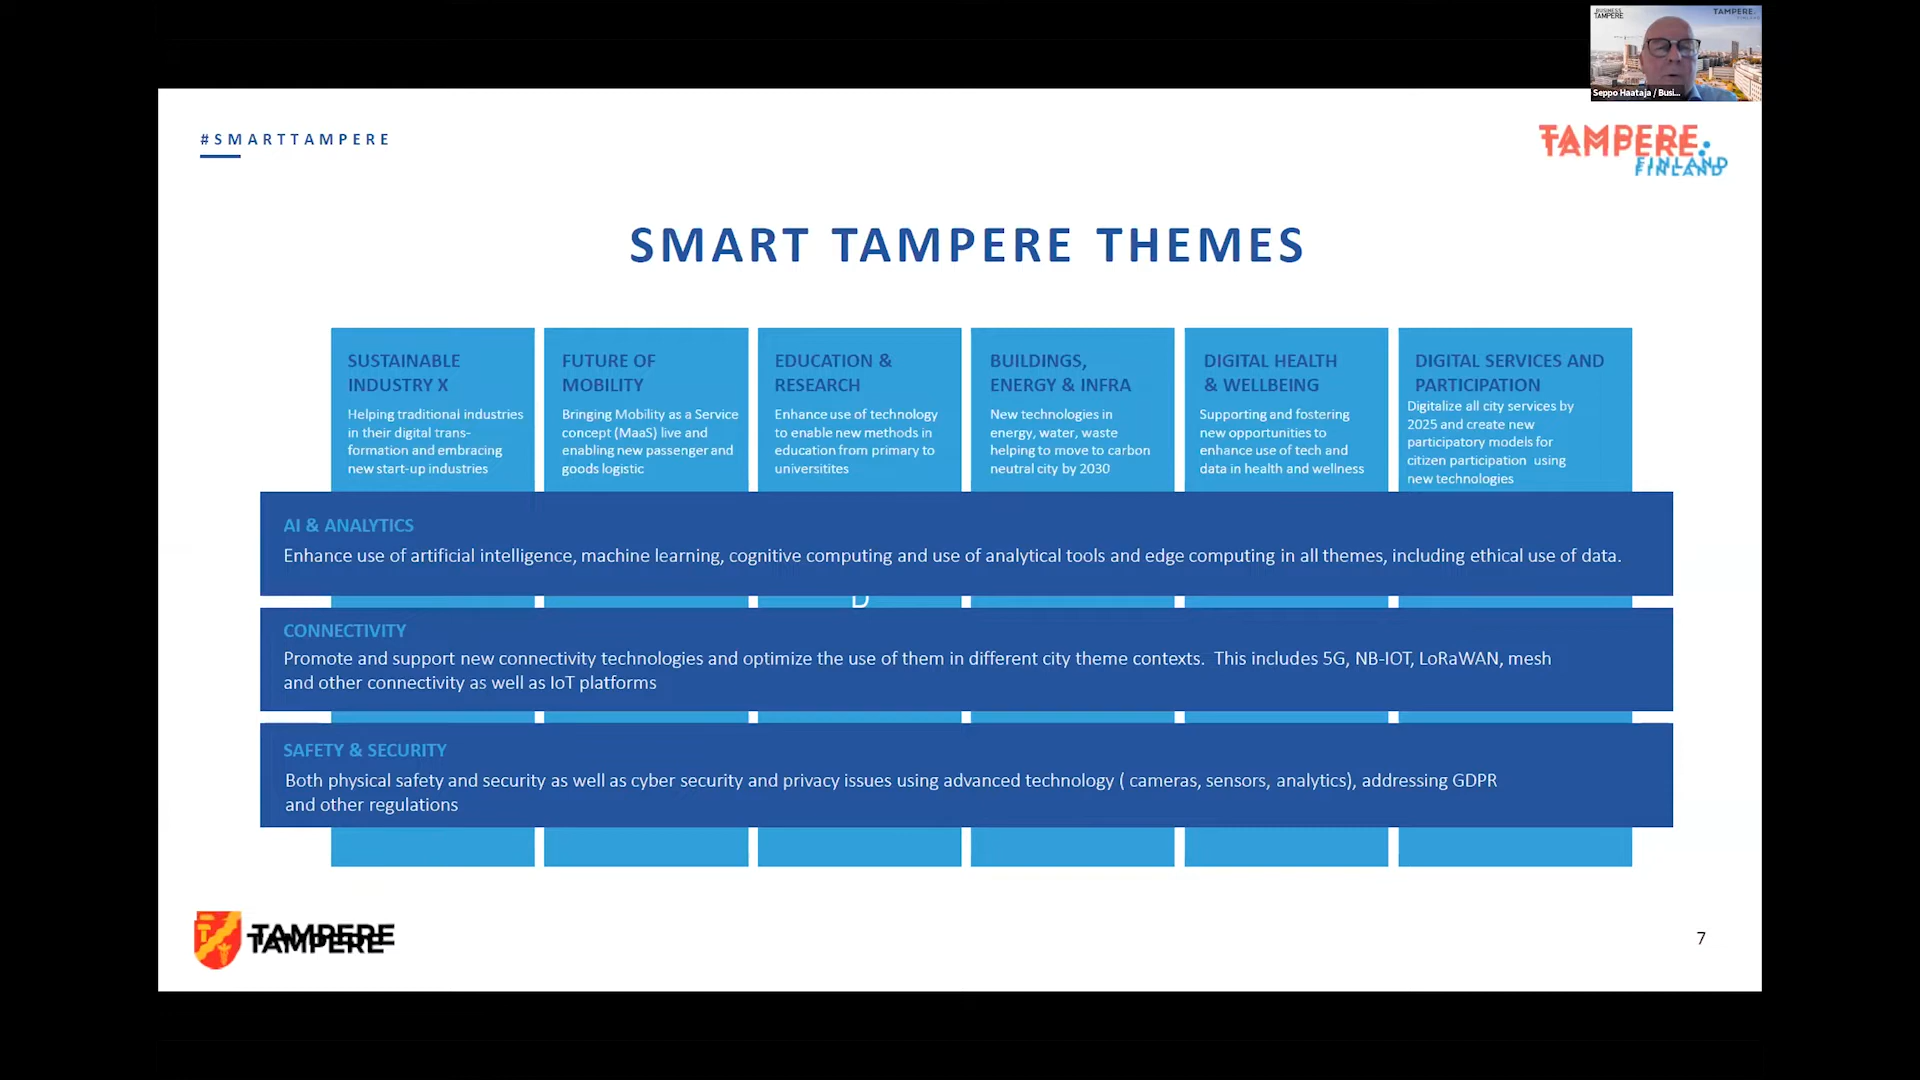 BUSINESS
TAMPERE
TAMPERE.
FINLAND
Seppo Haataja / Busi...
#SMARTTAMPERE
TAMPERE.
FINLAND
SMART TAMPERE THEMES
SUSTAINABLE
INDUSTRY X
Helping traditional industries
in their digital trans-
formation and embracing
new start-up industries
FUTURE OF
MOBILITY
Bringing Mobility as a Service
concept (MaaS) live and
enabling new passenger and
goods logistic
EDUCATION &
RESEARCH
Enhance use of technology
to enable new methods in
education from primary to
universitites
BUILDINGS,
ENERGY & INFRA
New technologies in
energy, water, waste
helping to move to carbon
neutral city by 2030
DIGITAL HEALTH
& WELLBEING
Supporting and fostering
new opportunities to
enhance use of tech and
data in health and wellness
DIGITAL SERVICES AND
PARTICIPATION
Digitalize all city services by
2025 and create new
participatory models for
citizen participation using
new technologies
AI & ANALYTICS
Enhance use of artificial intelligence, machine learning, cognitive computing and use of analytical tools and edge computing in all themes, including ethical use of data.
CONNECTIVITY
Promote and support new connectivity technologies and optimize the use of them in different city theme contexts. This includes 5G, NB-IOT, LoRaWAN, mesh
and other connectivity as well as IoT platforms
SAFETY & SECURITY
Both physical safety and security as well as cyber security and privacy issues using advanced technology ( cameras, sensors, analytics), addressing GDPR
and other regulations
TAMPERE
7